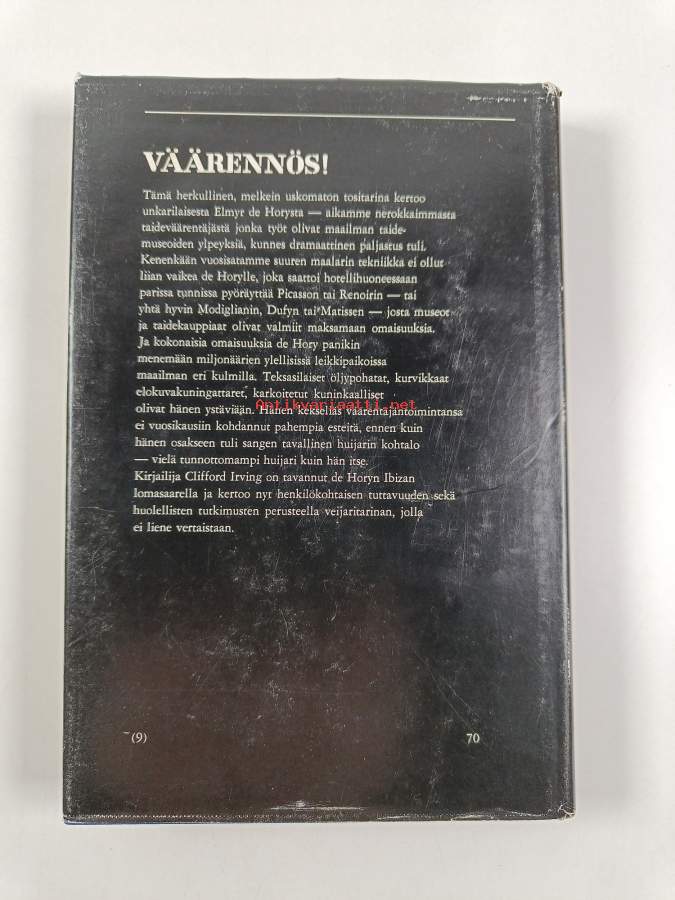 VÄÄRENNÖS!
Tämä herkullinen, melkein uskomaton tositarina kertoo
unkarilaisesta Elmyr de Horysta — aikamme nerokkaimmasta
taideväärentäjästä jonka työt olivat maailman taide-
museoiden ylpeyksiä, kunnes dramaattinen paljastus tuli.
Kenenkään vuosisatamme suuren maalarin tekniikka ei ollut
liian vaikea de Horylle, joka saattoi hotellihuoneessaan
parissa tunnissa pyöräyttää Picasson tai Renoirin — tai
yhtä hyvin Modiglianin, Dufyn tai Matissen — josta museot
ja taidekauppiaat olivat valmiit maksamaan omaisuuksia.
Ja kokonaisia omaisuuksia de Hory panikin
menemään miljonäärien ylellisissä leikkipaikoissa
maailman eri kulmilla. Teksasilaiset öljypohatat, kurvikkaat
elokuvakuningattaret, karkoitetut kuninkaalliset
Antikvariaatti.net
olivat hänen ystäviään. Hänen kekseliäs väärentäjäntoimintansa
ei vuosikausiin kohdannut pahempia esteitä, ennen kuin
hänen osakseen tuli sangen tavallinen huijarin kohtalo
— vielä tunnottomampi huijari kuin hän itse.
Kirjailija Clifford Irving on tavannut de Horyn Ibizan
lomasaarella ja kertoo nyt henkilökohtaisen tuttavuuden sekä
huolellisten tutkimusten perusteella veijaritarinan, jolla
ei liene vertaistaan.
(9) 70